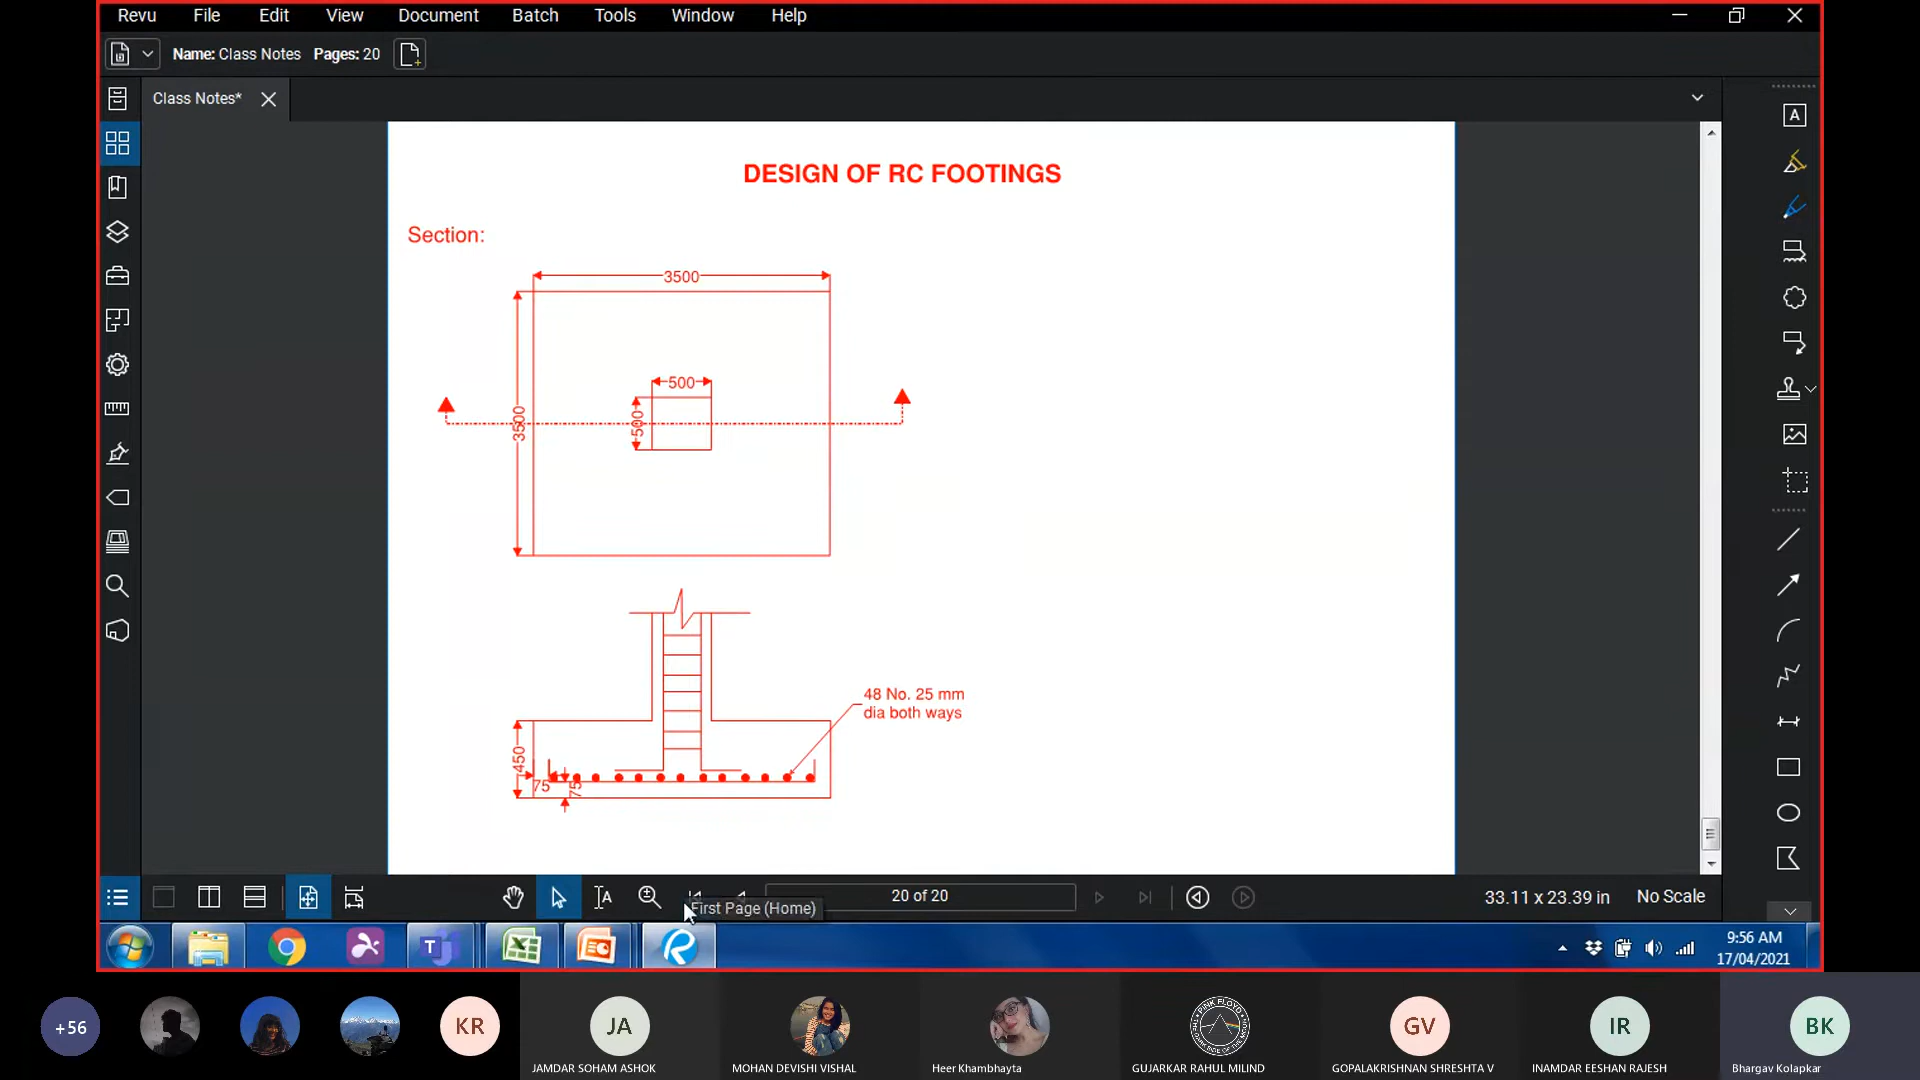 Revu File Edit View Document Batch Tools Window Help
Name: Class Notes Pages: 20
Class Notes*
A
DESIGN OF RC FOOTINGS
Section:
3500
3500
500
500
48 No. 25 mm
dia both ways
450
75
75
20 of 20
33.11 x 23.39 in No Scale
First Page (Home)
9:56 AM
17/04/2021
+56
KR
JA
GV
IR
BK
JAMDAR SOHAM ASHOK
MOHAN DEVISHI VISHAL
Heer Khambhayta
GUJARKAR RAHUL MILIND
GOPALAKRISHNAN SHRESHTA V
INAMDAR EESHAN RAJESH
Bhargav Kolapkar